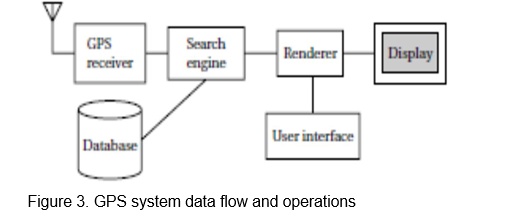 GPS
receiver
Search
engine
Renderer
Display
Database
User interface
Figure 3. GPS system data flow and operations